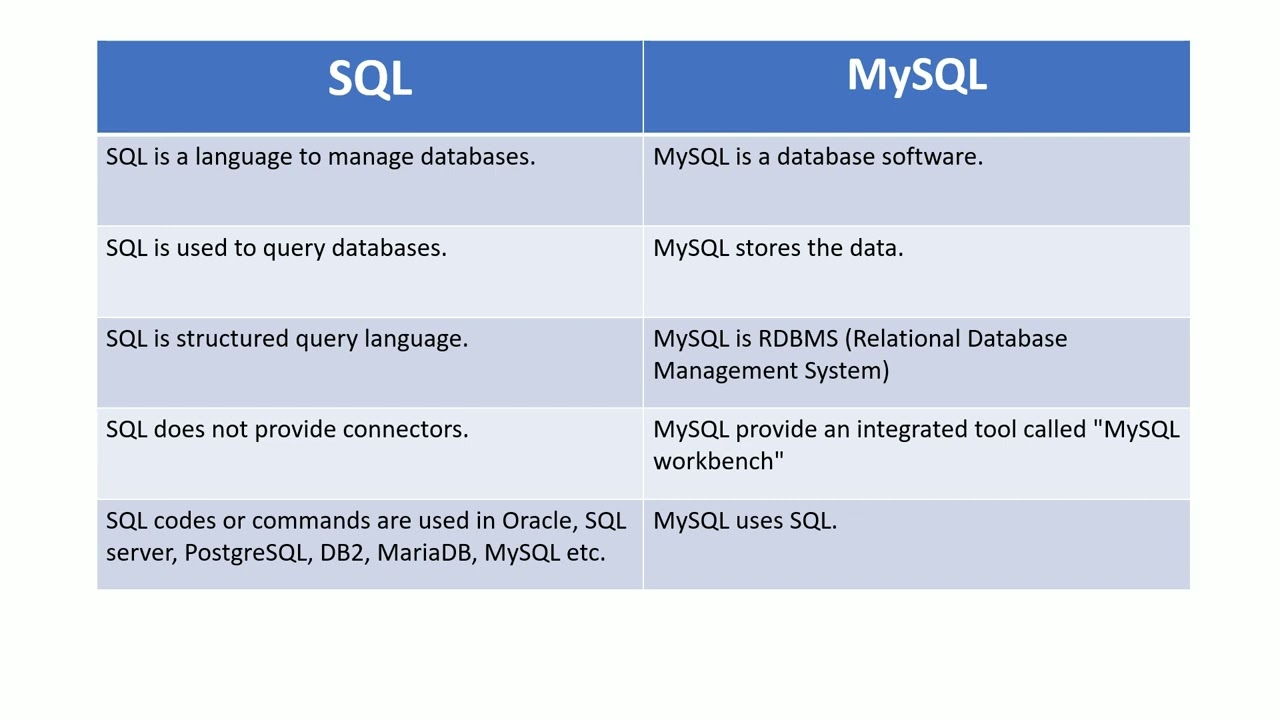 SQL
MySQL
SQL is a language to manage databases.
MySQL is a database software.
SQL is used to query databases.
MySQL stores the data.
SQL is structured query language.
MySQL is RDBMS (Relational Database
Management System)
SQL does not provide connectors.
MySQL provide an integrated tool called "MySQL
workbench"
SQL codes or commands are used in Oracle, SQL
server, PostgreSQL, DB2, MariaDB, MySQL etc.
MySQL uses SQL.